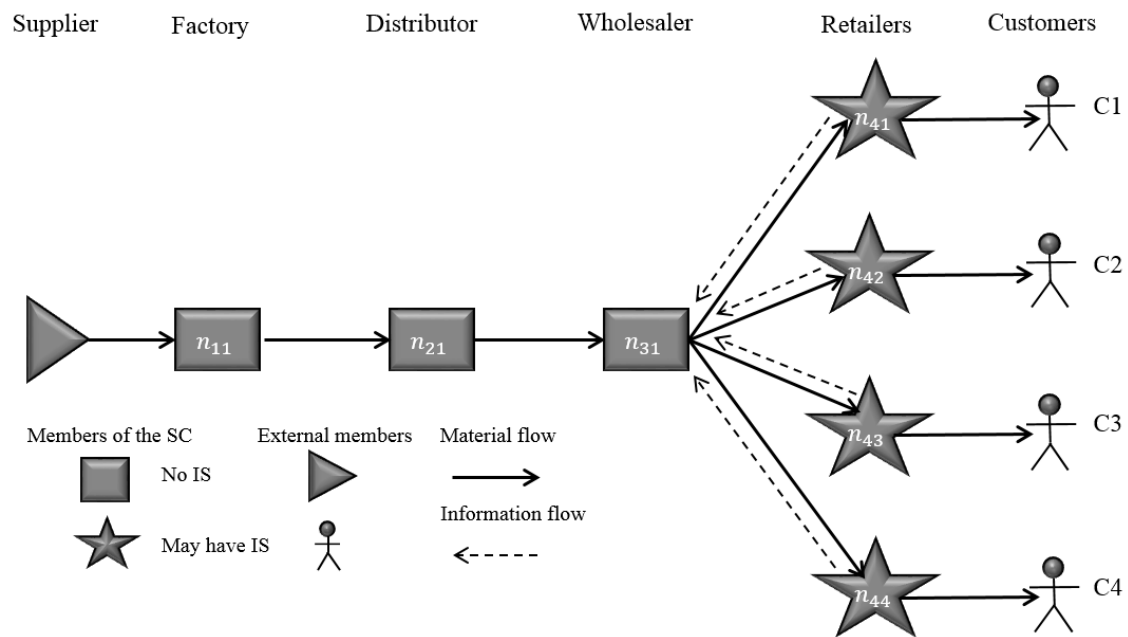 Supplier Factory Distributor Wholesaler Retailers Customers
n₄₁ C1
n₄₂ C2
n₁₁ n₂₁ n₃₁
n₄₃ C3
Members of the SC External members Material flow
No IS
Information flow
May have IS
n₄₄ C4